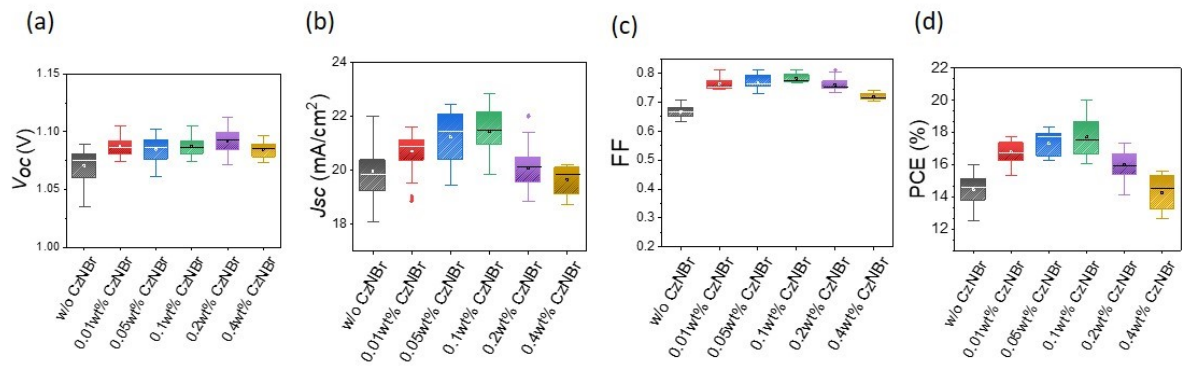 (a)
1.15
1.10
1.05
1.00
Voc (V)
w/o CzNBr
0.01wt% CzNBr
0.05wt% CzNBr
0.1wt% CzNBr
0.2wt% CzNBr
0.4wt% CzNBr
(b)
24
22
20
18
Jsc (mA/cm²)
w/o CzNBr
0.01wt% CzNBr
0.05wt% CzNBr
0.1wt% CzNBr
0.2wt% CzNBr
0.4wt% CzNBr
(c)
0.8
0.7
0.6
0.5
0.4
0.3
0.2
FF
w/o CzNBr
0.01wt% CzNBr
0.05wt% CzNBr
0.1wt% CzNBr
0.2wt% CzNBr
0.4wt% CzNBr
(d)
22
20
18
16
14
12
PCE (%)
w/o CzNBr
0.01wt% CzNBr
0.05wt% CzNBr
0.1wt% CzNBr
0.2wt% CzNBr
0.4wt% CzNBr